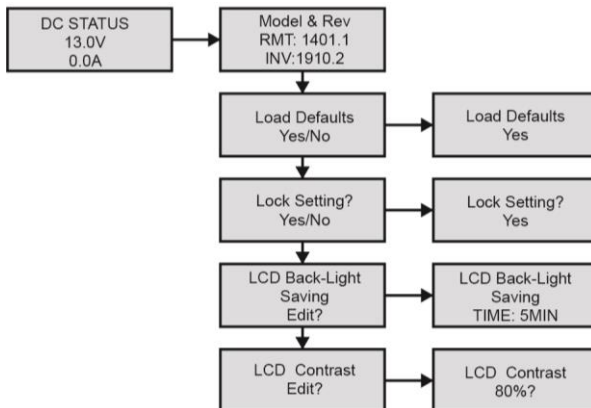 DC STATUS
13.0V
0.0A
Model & Rev
RMT: 1401.1
INV:1910.2
Load Defaults
Yes/No
Load Defaults
Yes
Lock Setting?
Yes/No
Lock Setting?
Yes
LCD Back-Light
Saving
Edit?
LCD Back-Light
Saving
TIME: 5MIN
LCD Contrast
Edit?
LCD Contrast
80%?